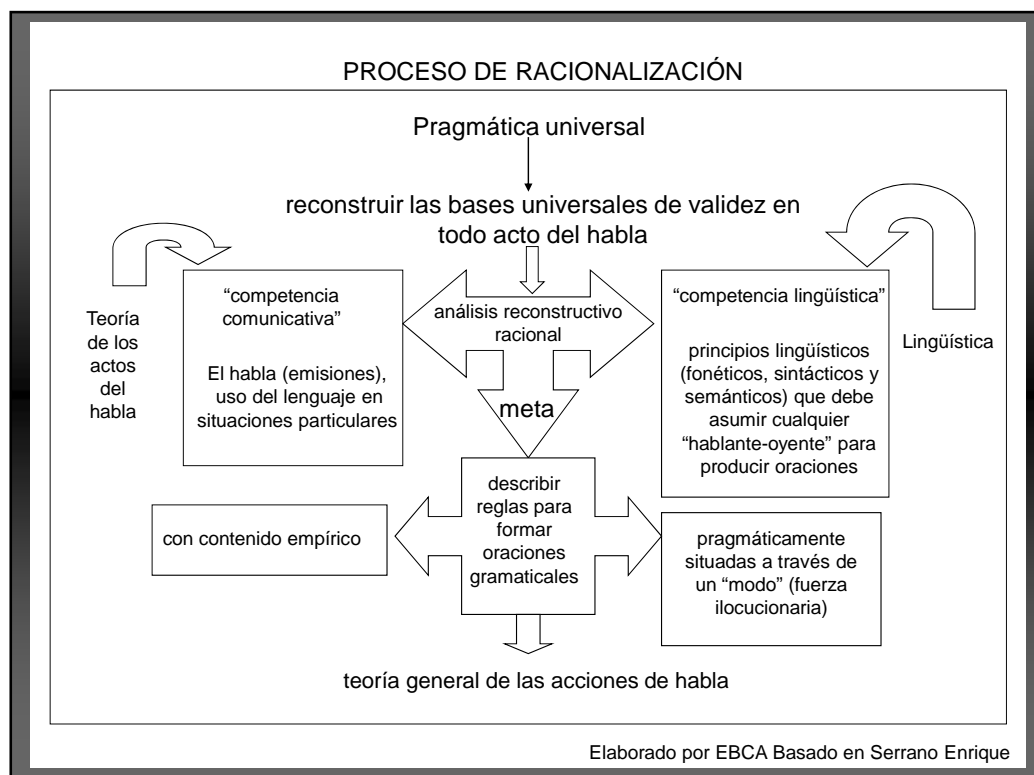 PROCESO DE RACIONALIZACIÓN
Pragmática universal
reconstruir las bases universales de validez en
todo acto del habla
Teoría
de los
actos
del
habla
“competencia
comunicativa”
El habla (emisiones),
uso del lenguaje en
situaciones particulares
análisis reconstructivo
racional
“competencia lingüística”
principios lingüísticos
(fonéticos, sintácticos y
semánticos) que debe
asumir cualquier
“hablante-oyente” para
producir oraciones
Lingüística
meta
describir
reglas para
formar
oraciones
gramaticales
con contenido empírico
pragmáticamente
situadas a través de
un “modo” (fuerza
ilocucionaria)
teoría general de las acciones de habla
Elaborado por EBCA Basado en Serrano Enrique